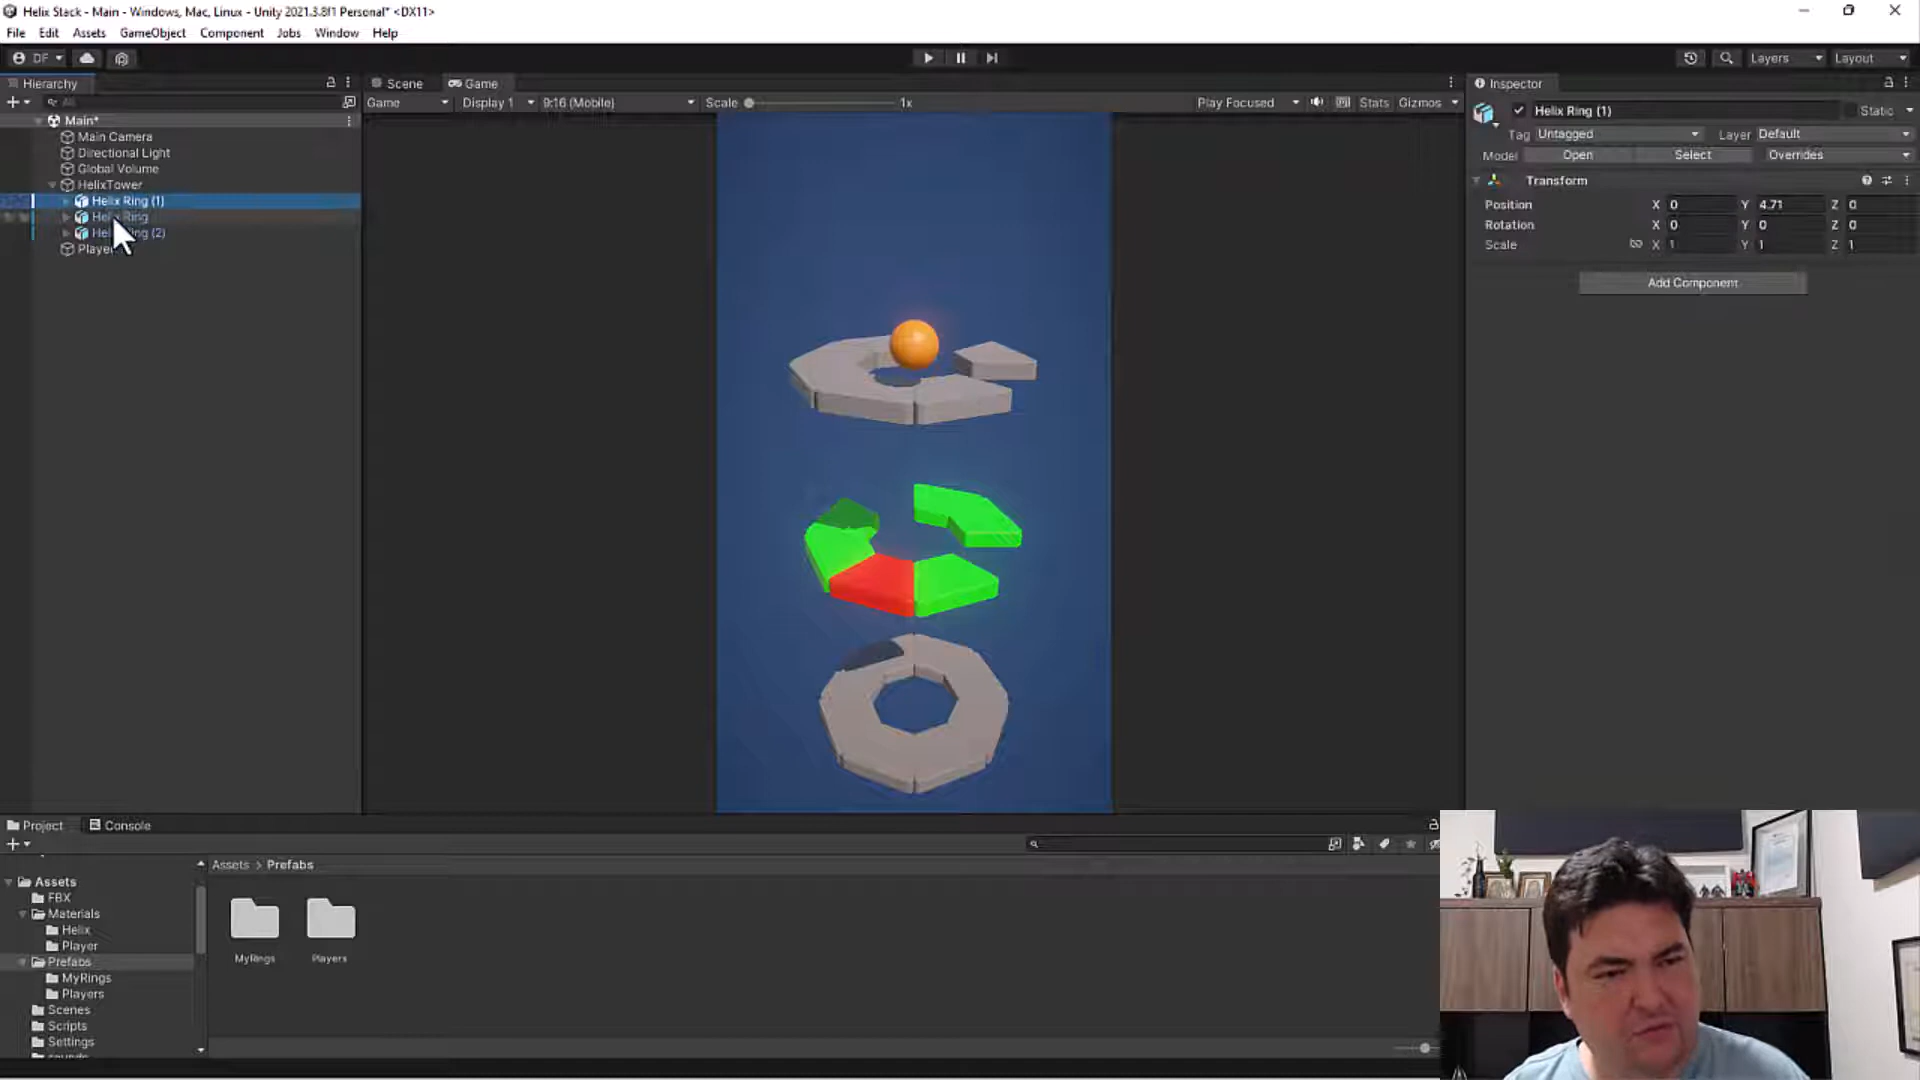 Helix Stack - Main - Windows, Mac, Linux - Unity 2021.3.8f1 Personal* <DX11>
File Edit Assets GameObject Component Jobs Window Help
DF
Layers Layout
Hierarchy
Scene Game
Inspector
All
Game Display 1 9:16 (Mobile) Scale 1x Play Focused Stats Gizmos
Helix Ring (1) Static
Main*
Main Camera
Tag Untagged Layer Default
Directional Light
Model Open Select Overrides
Global Volume
HelixTower
Transform
Helix Ring (1)
Position X 0 Y 4.71 Z 0
Helix Ring
Rotation X 0 Y 0 Z 0
(2)
Scale X 1 Y 1 Z 1
Player
Add Component
Project Console
Assets > Prefabs
Assets
FBX
Materials
Helix
Player
Prefabs
MyRings
Players
Scenes
Scripts
Settings
sounds
MyRings Players